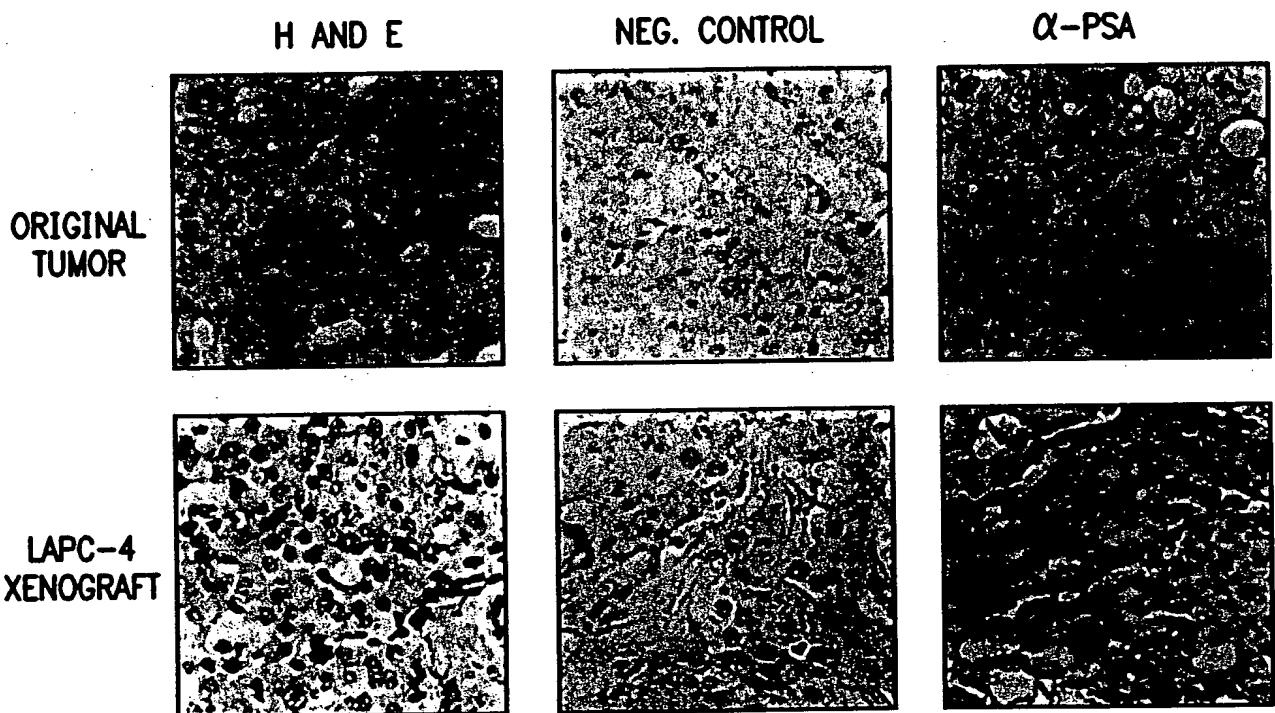 H AND E
NEG. CONTROL
α-PSA
ORIGINAL
TUMOR
LAPC-4
XENOGRAFT